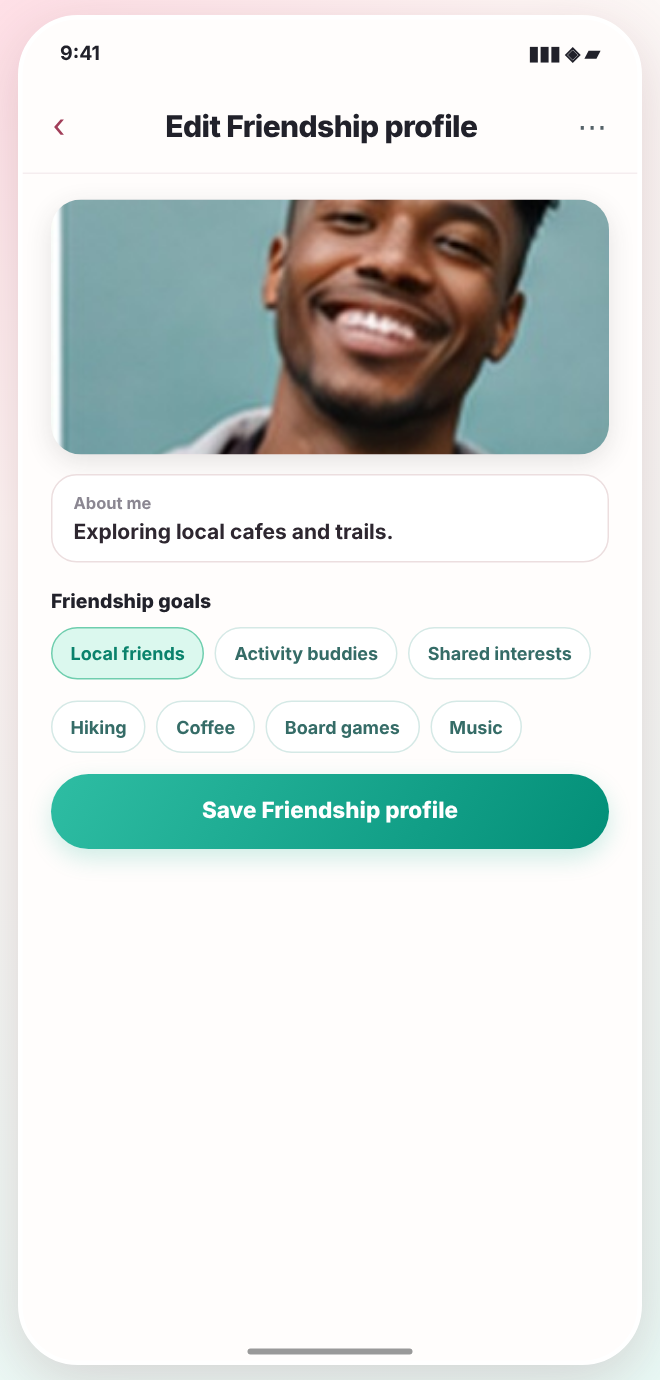 9:41
Edit Friendship profile
About me
Exploring local cafes and trails.
Friendship goals
Local friends Activity buddies Shared interests
Hiking Coffee Board games Music
Save Friendship profile